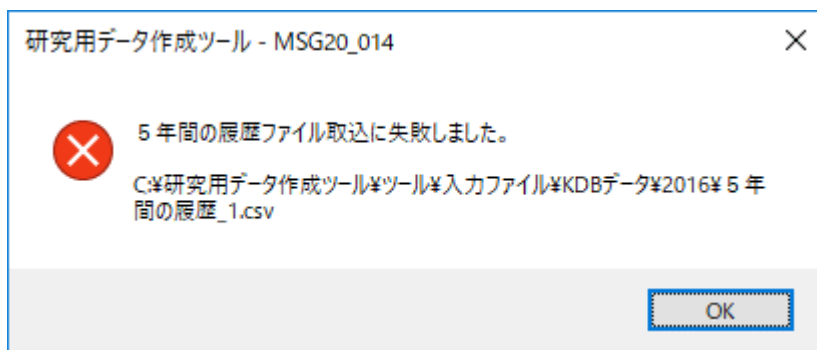 研究用データ作成ツール - MSG20_014
５年間の履歴ファイル取込に失敗しました。
C:¥研究用データ作成ツール¥ツール¥入力ファイル¥KDBデータ¥2016¥５年
間の履歴_1.csv
OK